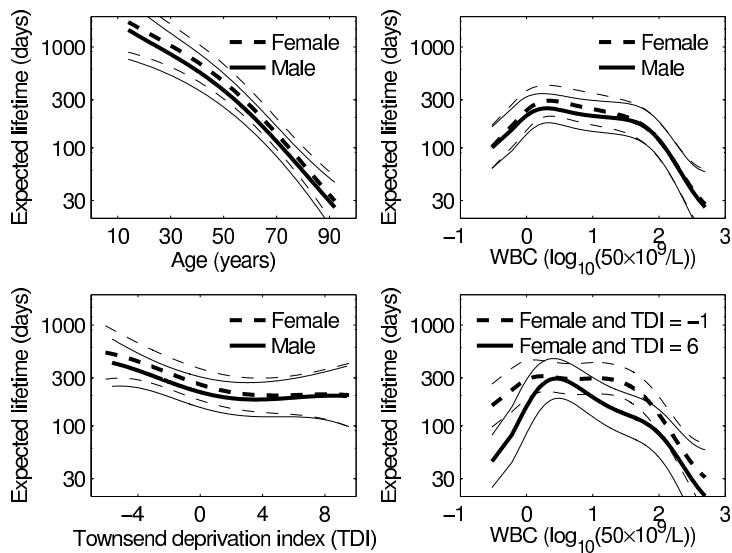 Expected lifetime (days)
1000
300
100
30
Female
Male
10 30 50 70 90
Age (years)
Expected lifetime (days)
1000
300
100
30
Female
Male
−1 0 1 2 3
WBC (log10(50×10^9/L))
Expected lifetime (days)
1000
300
100
30
Female
Male
−4 0 4 8
Townsend deprivation index (TDI)
Expected lifetime (days)
1000
300
100
30
Female and TDI = −1
Female and TDI = 6
−1 0 1 2 3
WBC (log10(50×10^9/L))